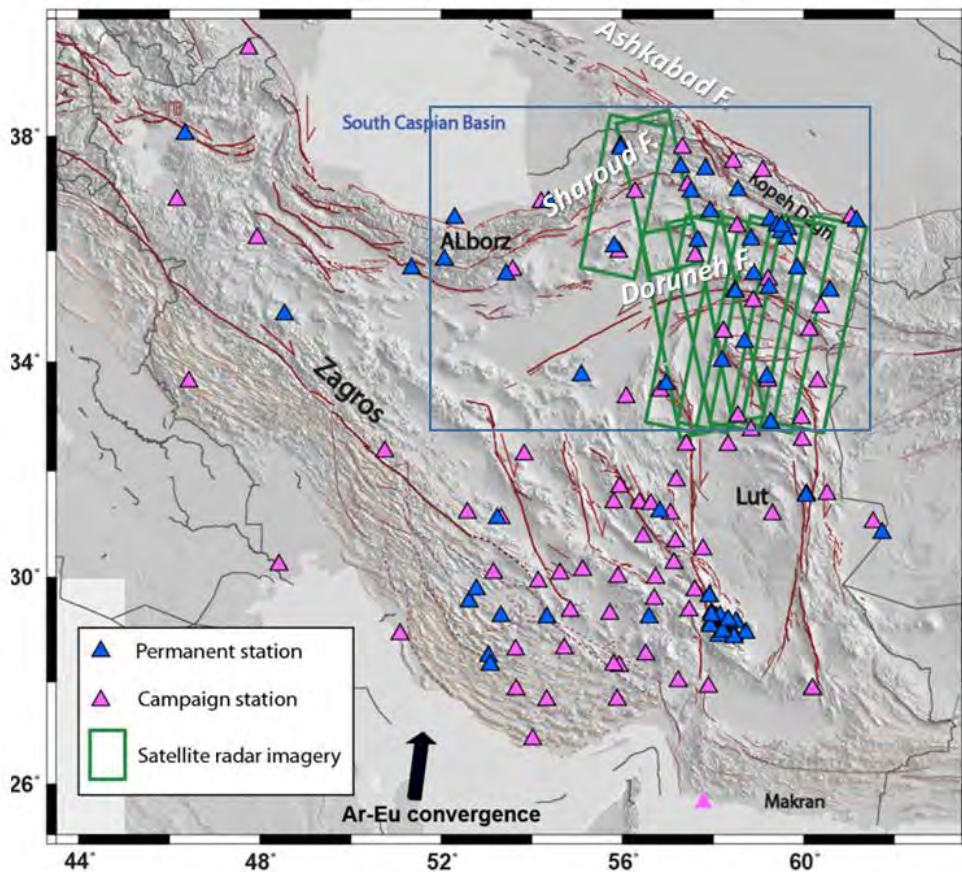 Ashkabad F.
38°
TB
South Caspian Basin
Sharoud F.
Kopeh Dagh
ALborz
Doruneh F.
34°
Zagros
Lut
30°
Permanent station
Campaign station
Satellite radar imagery
26°
Ar-Eu convergence
Makran
44°
48°
52°
56°
60°